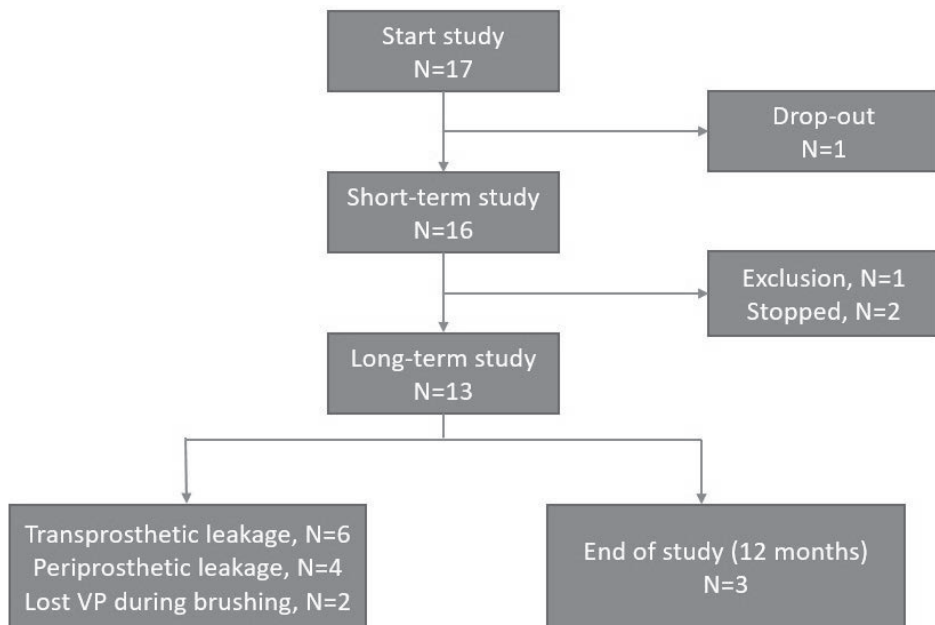 Start study
N=17
Drop-out
N=1
Short-term study
N=16
Exclusion, N=1
Stopped, N=2
Long-term study
N=13
Transprosthetic leakage, N=6
Periprosthetic leakage, N=4
Lost VP during brushing, N=2
End of study (12 months)
N=3